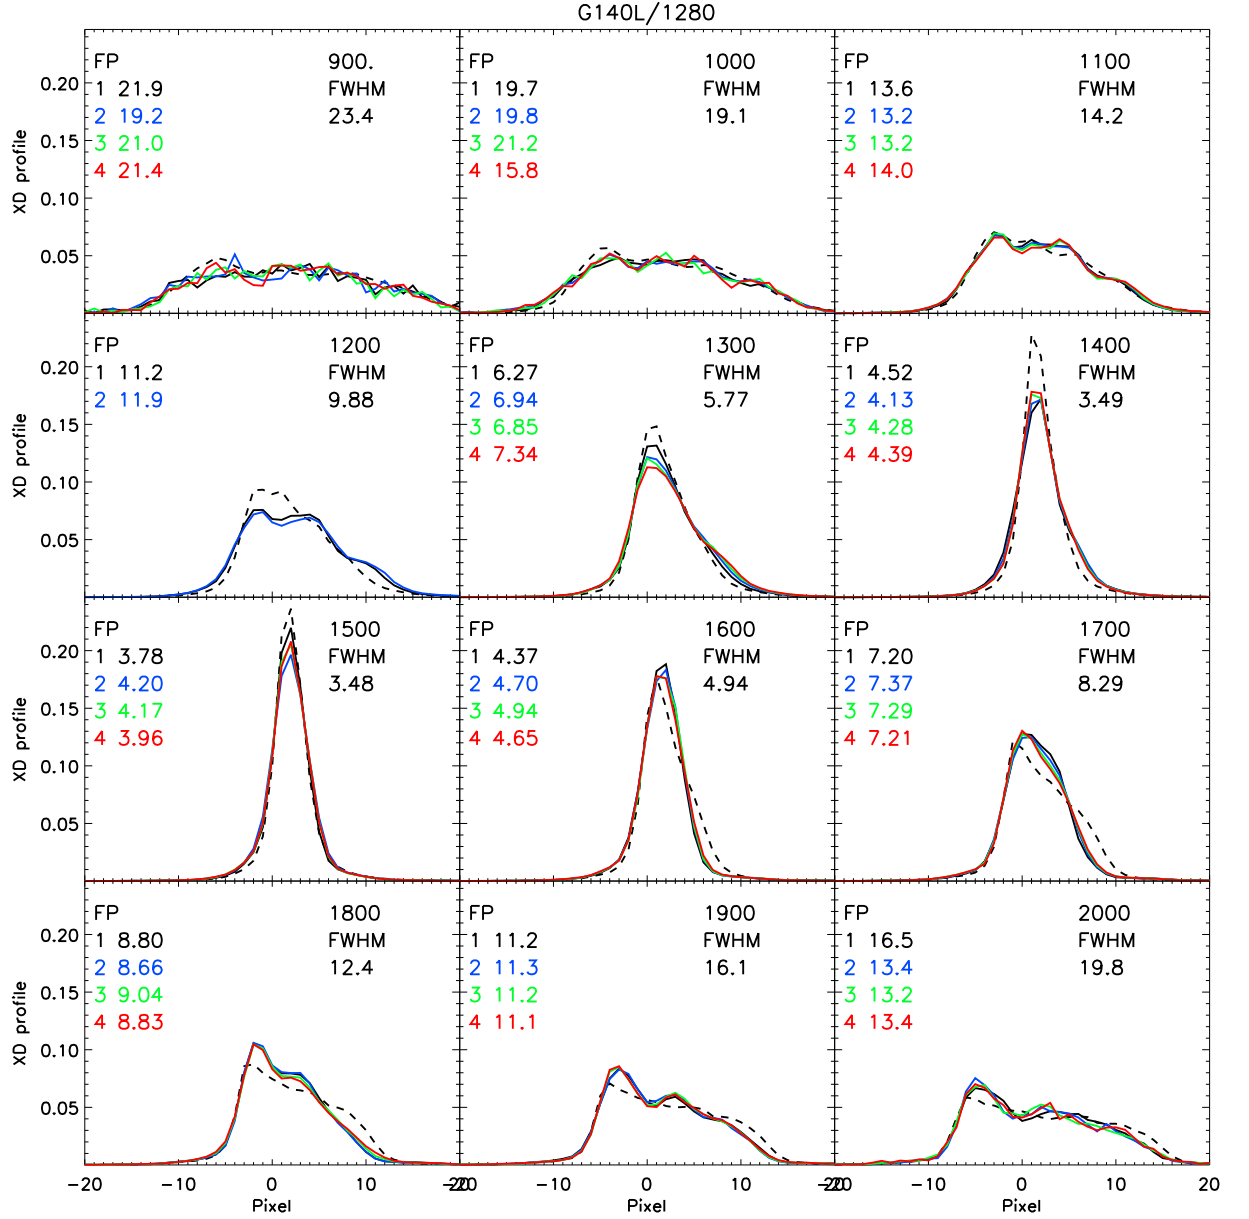 G140L/1280
FP 900. FP 1000 FP 1100
0.20 1 21.9 FWHM 1 19.7 FWHM 1 13.6 FWHM
2 19.2 23.4 2 19.8 19.1 2 13.2 14.2
0.15 3 21.0 3 21.2 3 13.2
4 21.4 4 15.8 4 14.0
XD profile
0.10
0.05
FP 1200 FP 1300 FP 1400
0.20 1 11.2 FWHM 1 6.27 FWHM 1 4.52 FWHM
2 11.9 9.88 2 6.94 5.77 2 4.13 3.49
0.15 3 6.85 3 4.28
4 7.34 4 4.39
XD profile
0.10
0.05
FP 1500 FP 1600 FP 1700
0.20 1 3.78 FWHM 1 4.37 FWHM 1 7.20 FWHM
2 4.20 3.48 2 4.70 4.94 2 7.37 8.29
0.15 3 4.17 3 4.94 3 7.29
4 3.96 4 4.65 4 7.21
XD profile
0.10
0.05
FP 1800 FP 1900 FP 2000
0.20 1 8.80 FWHM 1 11.2 FWHM 1 16.5 FWHM
2 8.66 12.4 2 11.3 16.1 2 13.4 19.8
0.15 3 9.04 3 11.2 3 13.2
4 8.83 4 11.1 4 13.4
XD profile
0.10
0.05
-20 -10 0 10 20 -10 0 10 20 -10 0 10 20
Pixel Pixel Pixel